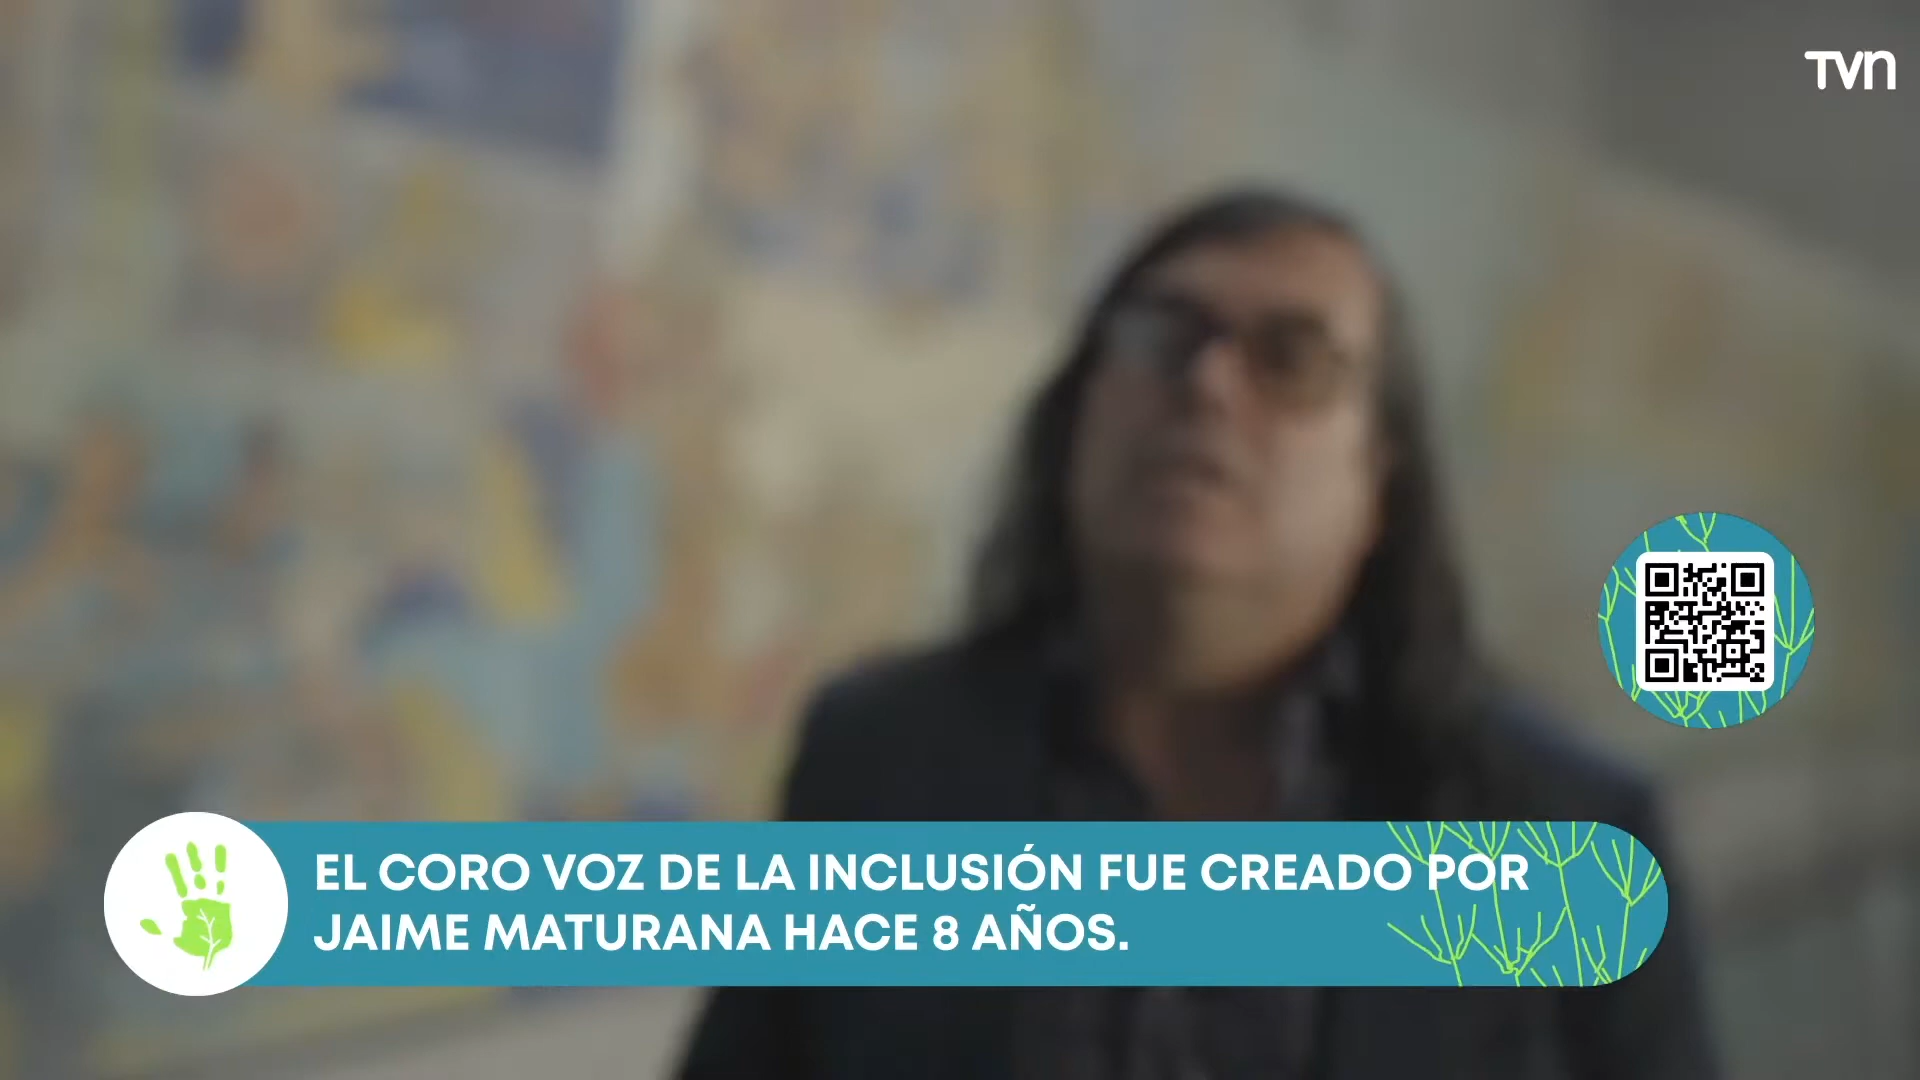 TVN
EL CORO VOZ DE LA INCLUSIÓN FUE CREADO POR
JAIME MATURANA HACE 8 AÑOS.